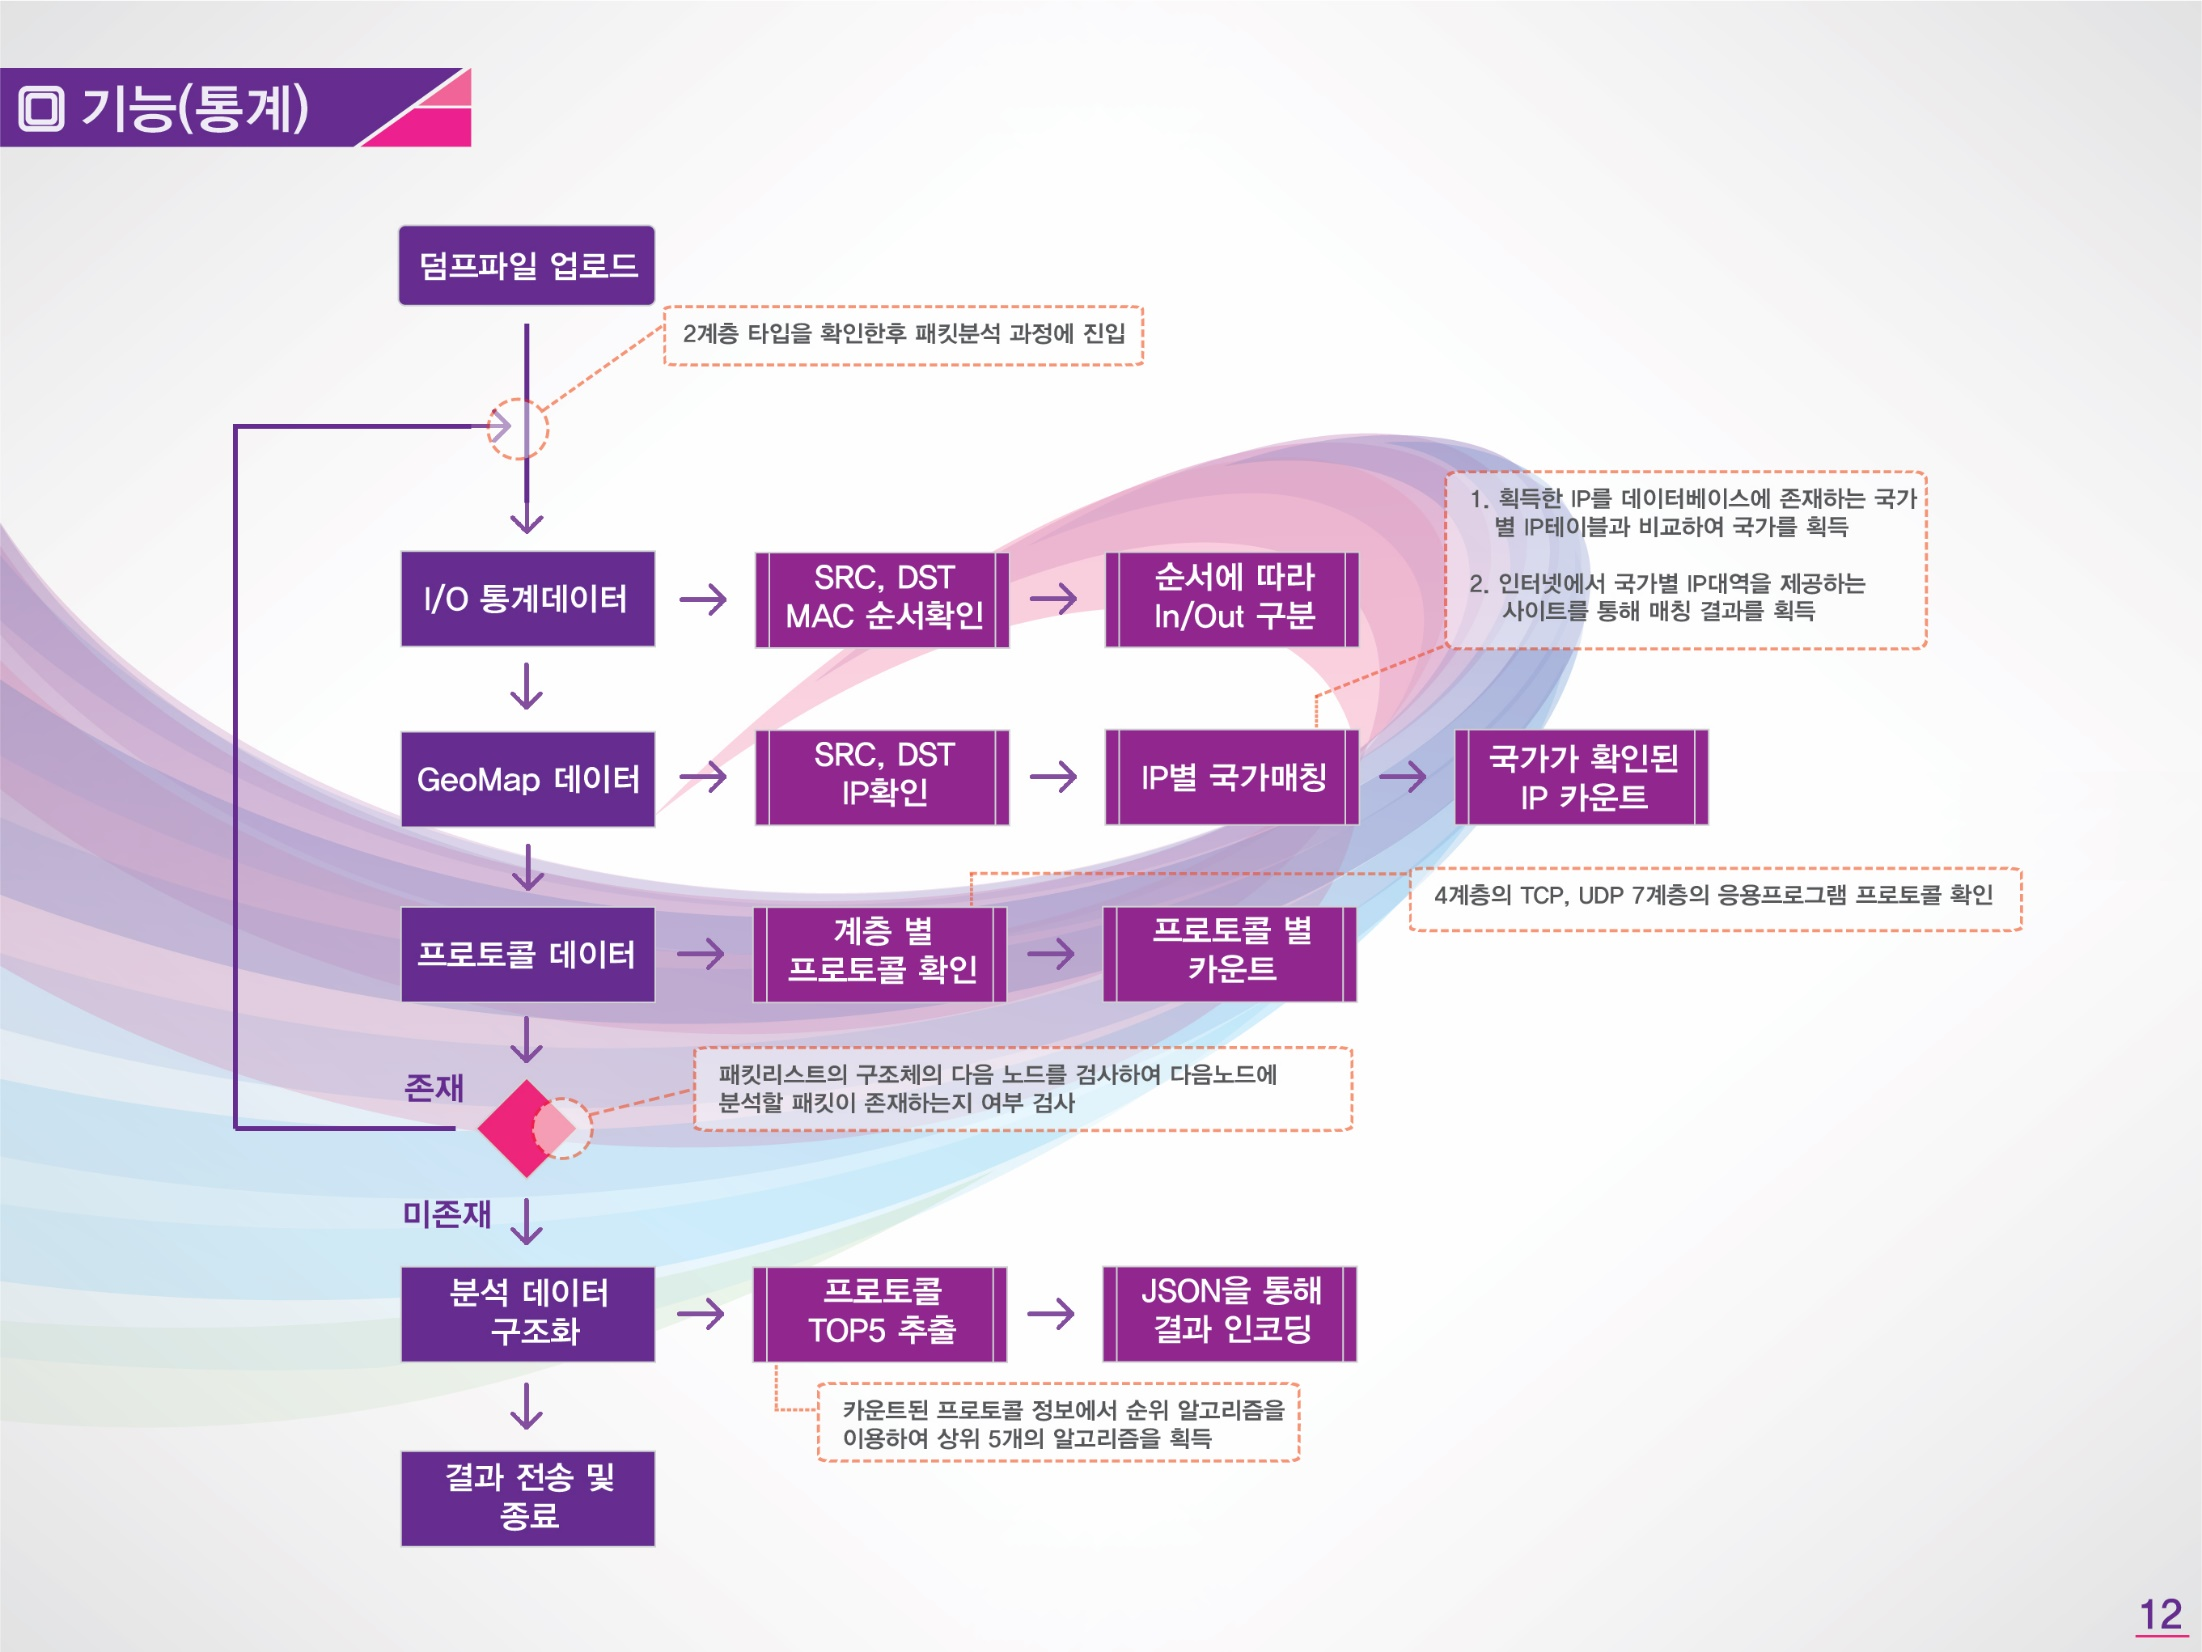 기능(통계)
덤프파일 업로드
2계층 타입을 확인한후 패킷분석 과정에 진입
1. 획득한 IP를 데이터베이스에 존재하는 국가
별 IP테이블과 비교하여 국가를 획득
2. 인터넷에서 국가별 IP대역을 제공하는
사이트를 통해 매칭 결과를 획득
I/O 통계데이터
SRC, DST
MAC 순서확인
순서에 따라
In/Out 구분
GeoMap 데이터
SRC, DST
IP확인
IP별 국가매칭
국가가 확인된
IP 카운트
4계층의 TCP, UDP 7계층의 응용프로그램 프로토콜 확인
프로토콜 데이터
계층 별
프로토콜 확인
프로토콜 별
카운트
존재
패킷리스트의 구조체의 다음 노드를 검사하여 다음노드에
분석할 패킷이 존재하는지 여부 검사
미존재
분석 데이터
구조화
프로토콜
TOP5 추출
JSON을 통해
결과 인코딩
카운트된 프로토콜 정보에서 순위 알고리즘을
이용하여 상위 5개의 알고리즘을 획득
결과 전송 및
종료
12